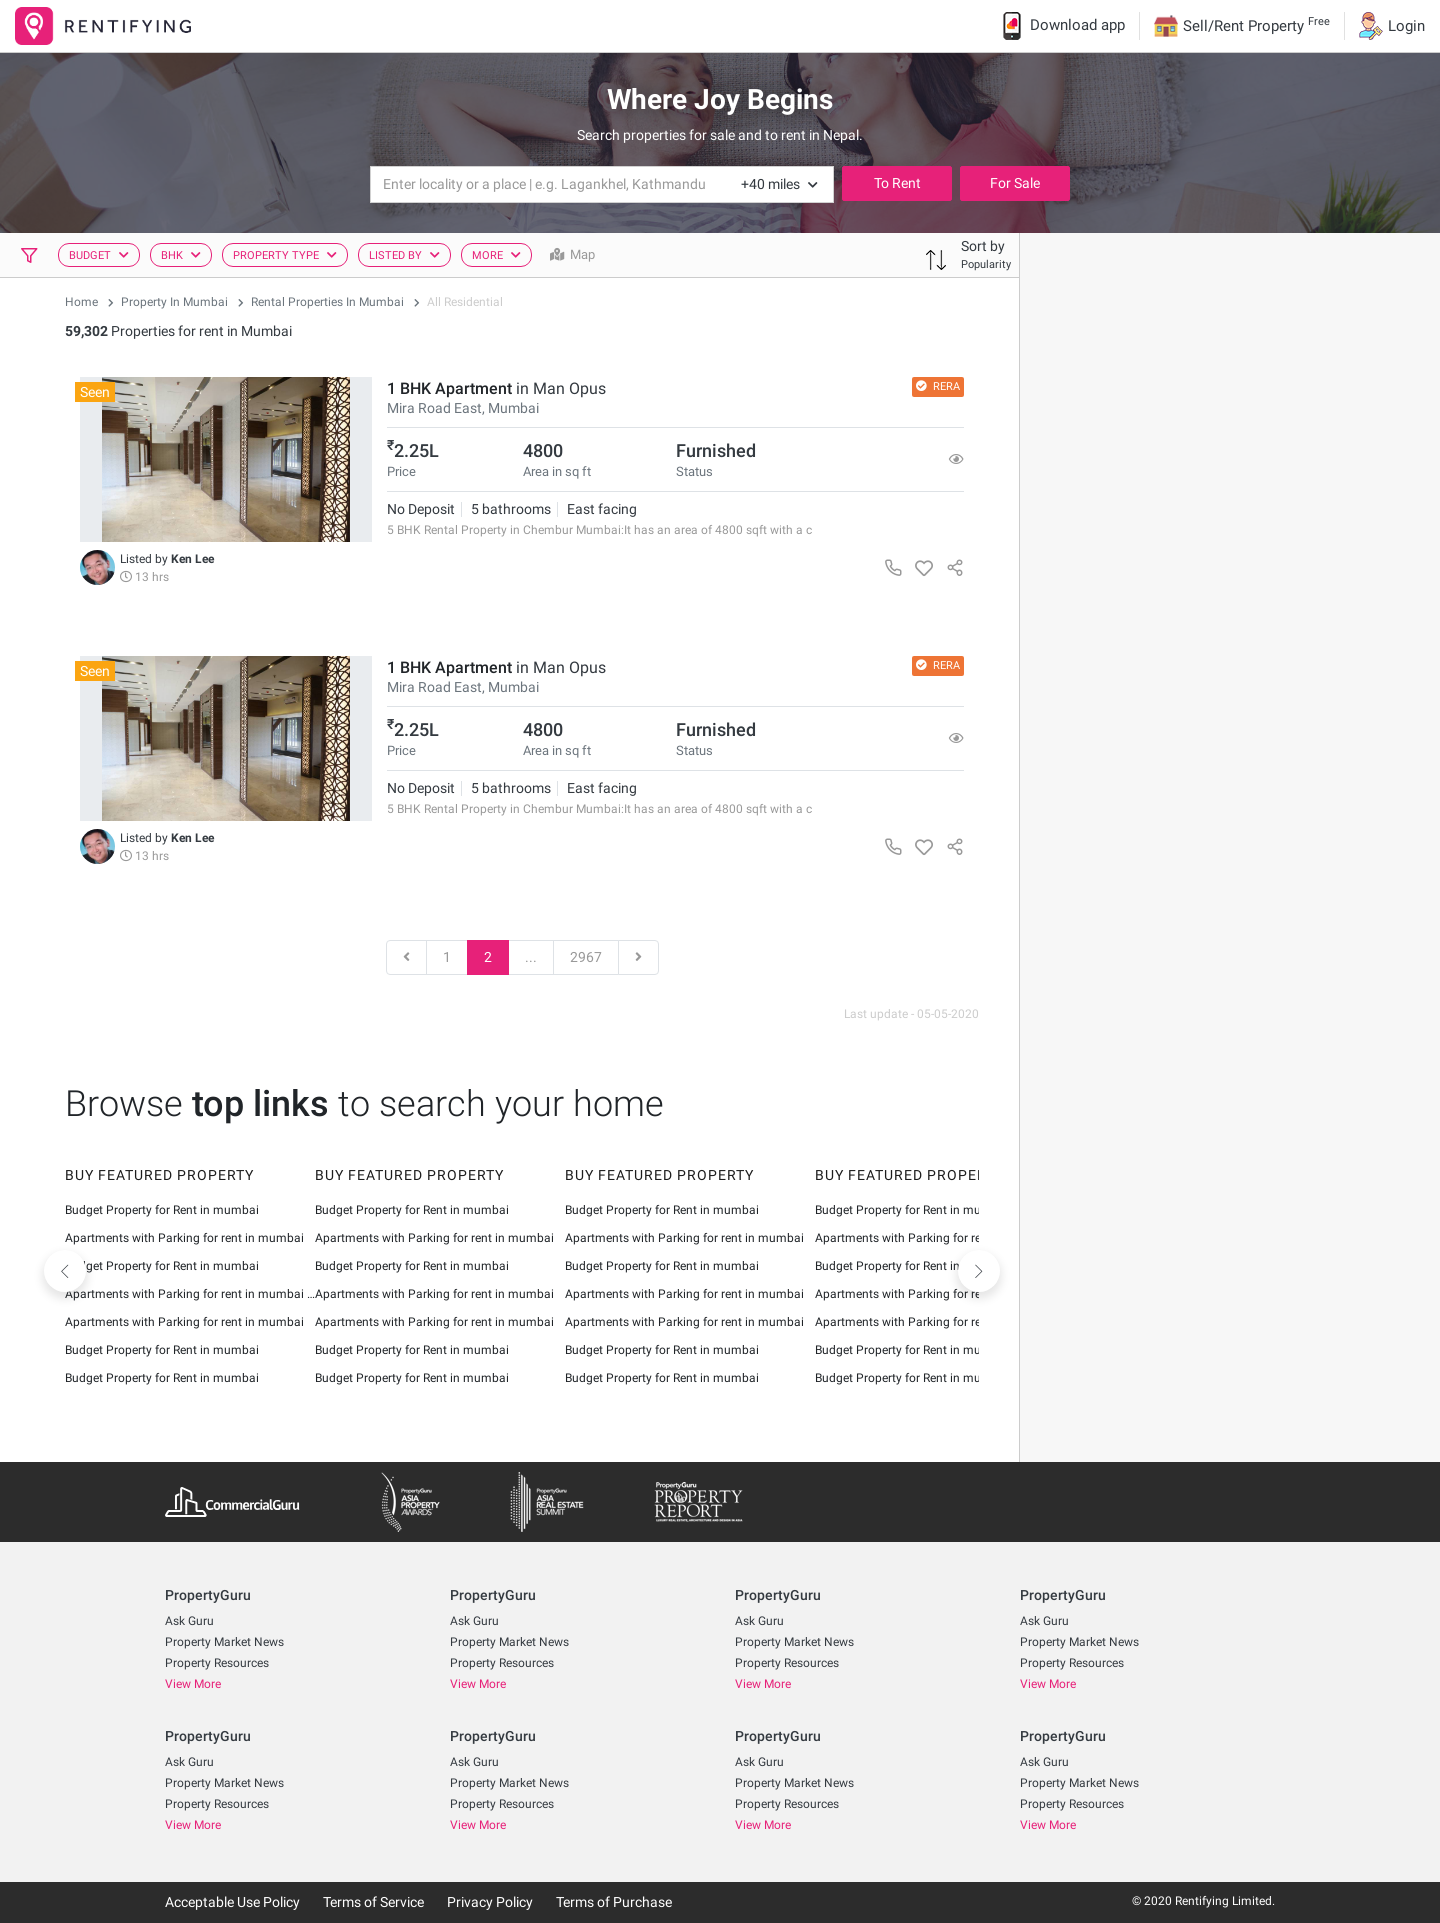 RENTIFYING
Download app
Sell/Rent Property Free
Login
Where Joy Begins
Search properties for sale and to rent in Nepal.
Enter locality or a place | e.g. Lagankhel, Kathmandu
+40 miles
To Rent
For Sale
BUDGET
BHK
PROPERTY TYPE
LISTED BY
MORE
Map
Sort by
Popularity
Home > Property In Mumbai > Rental Properties In Mumbai > All Residential
59,302 Properties for rent in Mumbai
Seen
1 BHK Apartment in Man Opus
RERA
Mira Road East, Mumbai
₹2.25L 4800 Furnished
Price Area in sq ft Status
No Deposit 5 bathrooms East facing
5 BHK Rental Property in Chembur Mumbai:It has an area of 4800 sqft with a c
Listed by Ken Lee
13 hrs
Seen
1 BHK Apartment in Man Opus
RERA
Mira Road East, Mumbai
₹2.25L 4800 Furnished
Price Area in sq ft Status
No Deposit 5 bathrooms East facing
5 BHK Rental Property in Chembur Mumbai:It has an area of 4800 sqft with a c
Listed by Ken Lee
13 hrs
1 2 ... 2967
Last update - 05-05-2020
Browse top links to search your home
BUY FEATURED PROPERTY BUY FEATURED PROPERTY BUY FEATURED PROPERTY BUY FEATURED PROPE
Budget Property for Rent in mumbai Budget Property for Rent in mumbai Budget Property for Rent in mumbai Budget Property for Rent in mu
Apartments with Parking for rent in mumbai Apartments with Parking for rent in mumbai Apartments with Parking for rent in mumbai Apartments with Parking for re
dget Property for Rent in mumbai Budget Property for Rent in mumbai Budget Property for Rent in mumbai Budget Property for Rent in
Apartments with Parking for rent in mumbai ... Apartments with Parking for rent in mumbai Apartments with Parking for rent in mumbai Apartments with Parking for re
Apartments with Parking for rent in mumbai Apartments with Parking for rent in mumbai Apartments with Parking for rent in mumbai Apartments with Parking for re
Budget Property for Rent in mumbai Budget Property for Rent in mumbai Budget Property for Rent in mumbai Budget Property for Rent in mu
Budget Property for Rent in mumbai Budget Property for Rent in mumbai Budget Property for Rent in mumbai Budget Property for Rent in mu
CommercialGuru
PropertyGuru
ASIA
PROPERTY
AWARDS
PropertyGuru
ASIA
REAL ESTATE
SUMMIT
PropertyGuru
PROPERTY
REPORT
LUXURY REAL ESTATE, ARCHITECTURE AND DESIGN IN ASIA
PropertyGuru PropertyGuru PropertyGuru PropertyGuru
Ask Guru Ask Guru Ask Guru Ask Guru
Property Market News Property Market News Property Market News Property Market News
Property Resources Property Resources Property Resources Property Resources
View More View More View More View More
PropertyGuru PropertyGuru PropertyGuru PropertyGuru
Ask Guru Ask Guru Ask Guru Ask Guru
Property Market News Property Market News Property Market News Property Market News
Property Resources Property Resources Property Resources Property Resources
View More View More View More View More
Acceptable Use Policy Terms of Service Privacy Policy Terms of Purchase
© 2020 Rentifying Limited.